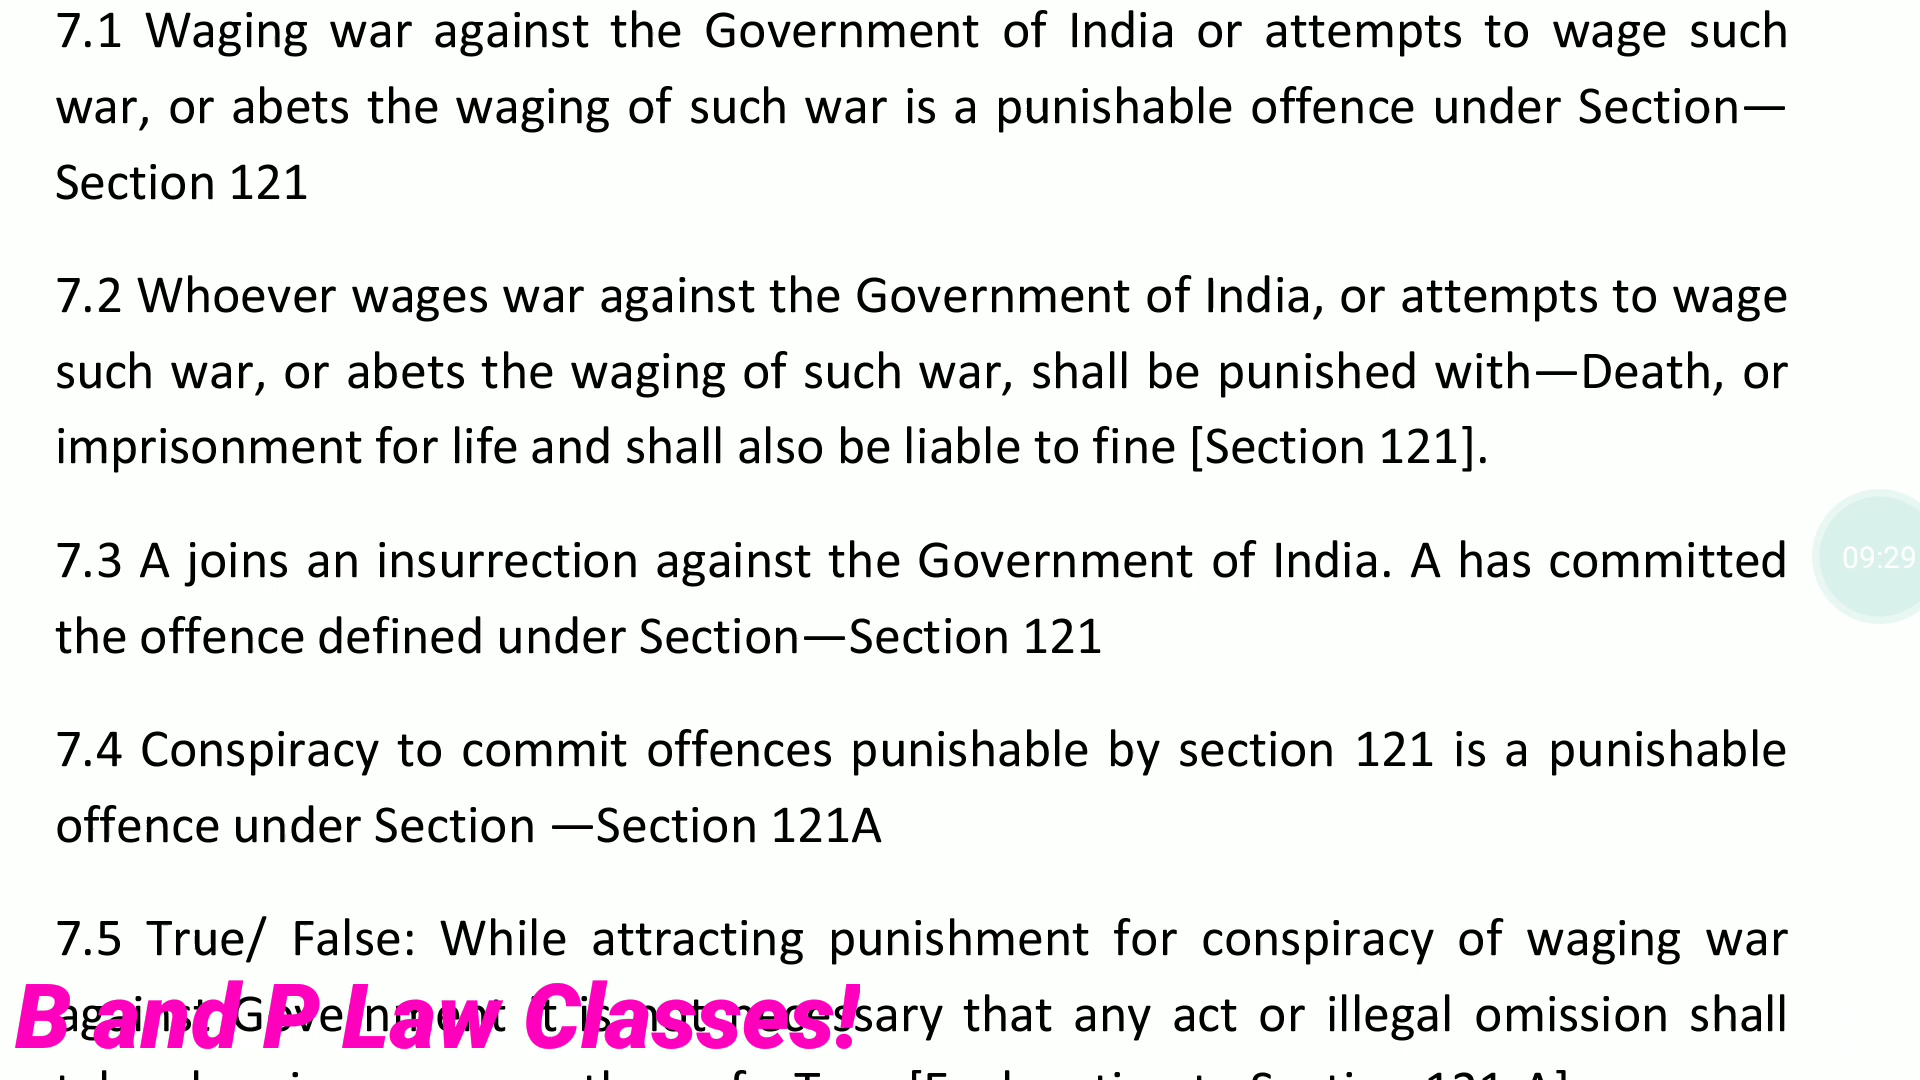 7.1 Waging war against the Government of India or attempts to wage such
war, or abets the waging of such war is a punishable offence under Section—
Section 121
7.2 Whoever wages war against the Government of India, or attempts to wage
such war, or abets the waging of such war, shall be punished with—Death, or
imprisonment for life and shall also be liable to fine [Section 121].
7.3 A joins an insurrection against the Government of India. A has committed
the offence defined under Section—Section 121
09:29
7.4 Conspiracy to commit offences punishable by section 121 is a punishable
offence under Section —Section 121A
7.5 True/ False: While attracting punishment for conspiracy of waging war
against Government it is not necessary that any act or illegal omission shall
B and P Law Classes!